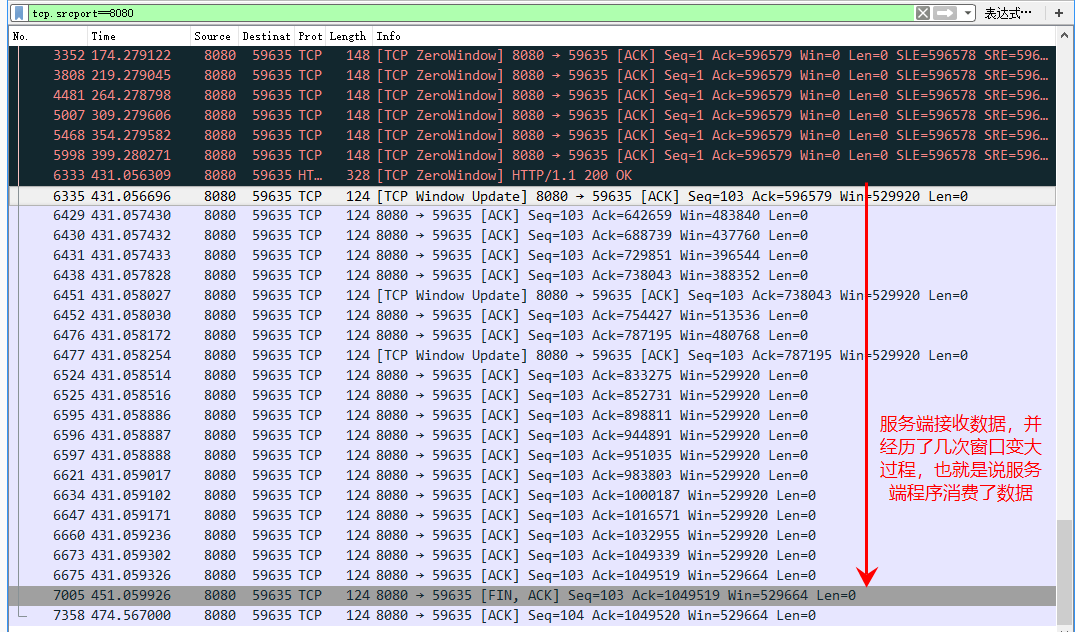 tcp.srcport==8080 表达式… +
No. Time Source Destinat Prot Length Info
3352 174.279122 8080 59635 TCP 148 [TCP ZeroWindow] 8080 → 59635 [ACK] Seq=1 Ack=596579 Win=0 Len=0 SLE=596578 SRE=596…
3808 219.279045 8080 59635 TCP 148 [TCP ZeroWindow] 8080 → 59635 [ACK] Seq=1 Ack=596579 Win=0 Len=0 SLE=596578 SRE=596…
4481 264.278798 8080 59635 TCP 148 [TCP ZeroWindow] 8080 → 59635 [ACK] Seq=1 Ack=596579 Win=0 Len=0 SLE=596578 SRE=596…
5007 309.279606 8080 59635 TCP 148 [TCP ZeroWindow] 8080 → 59635 [ACK] Seq=1 Ack=596579 Win=0 Len=0 SLE=596578 SRE=596…
5468 354.279582 8080 59635 TCP 148 [TCP ZeroWindow] 8080 → 59635 [ACK] Seq=1 Ack=596579 Win=0 Len=0 SLE=596578 SRE=596…
5998 399.280271 8080 59635 TCP 148 [TCP ZeroWindow] 8080 → 59635 [ACK] Seq=1 Ack=596579 Win=0 Len=0 SLE=596578 SRE=596…
6333 431.056309 8080 59635 HT… 328 [TCP ZeroWindow] HTTP/1.1 200 OK
6335 431.056696 8080 59635 TCP 124 [TCP Window Update] 8080 → 59635 [ACK] Seq=103 Ack=596579 Win=529920 Len=0
6429 431.057430 8080 59635 TCP 124 8080 → 59635 [ACK] Seq=103 Ack=642659 Win=483840 Len=0
6430 431.057432 8080 59635 TCP 124 8080 → 59635 [ACK] Seq=103 Ack=688739 Win=437760 Len=0
6431 431.057433 8080 59635 TCP 124 8080 → 59635 [ACK] Seq=103 Ack=729851 Win=396544 Len=0
6438 431.057828 8080 59635 TCP 124 8080 → 59635 [ACK] Seq=103 Ack=738043 Win=388352 Len=0
6451 431.058027 8080 59635 TCP 124 [TCP Window Update] 8080 → 59635 [ACK] Seq=103 Ack=738043 Win=529920 Len=0
6452 431.058030 8080 59635 TCP 124 8080 → 59635 [ACK] Seq=103 Ack=754427 Win=513536 Len=0
6476 431.058172 8080 59635 TCP 124 8080 → 59635 [ACK] Seq=103 Ack=787195 Win=480768 Len=0
6477 431.058254 8080 59635 TCP 124 [TCP Window Update] 8080 → 59635 [ACK] Seq=103 Ack=787195 Win=529920 Len=0
6524 431.058514 8080 59635 TCP 124 8080 → 59635 [ACK] Seq=103 Ack=833275 Win=529920 Len=0
6525 431.058516 8080 59635 TCP 124 8080 → 59635 [ACK] Seq=103 Ack=852731 Win=529920 Len=0
6595 431.058886 8080 59635 TCP 124 8080 → 59635 [ACK] Seq=103 Ack=898811 Win=529920 Len=0
6596 431.058887 8080 59635 TCP 124 8080 → 59635 [ACK] Seq=103 Ack=944891 Win=529920 Len=0
6597 431.058888 8080 59635 TCP 124 8080 → 59635 [ACK] Seq=103 Ack=951035 Win=529920 Len=0
6621 431.059017 8080 59635 TCP 124 8080 → 59635 [ACK] Seq=103 Ack=983803 Win=529920 Len=0
6634 431.059102 8080 59635 TCP 124 8080 → 59635 [ACK] Seq=103 Ack=1000187 Win=529920 Len=0
6647 431.059171 8080 59635 TCP 124 8080 → 59635 [ACK] Seq=103 Ack=1016571 Win=529920 Len=0
6660 431.059236 8080 59635 TCP 124 8080 → 59635 [ACK] Seq=103 Ack=1032955 Win=529920 Len=0
6673 431.059302 8080 59635 TCP 124 8080 → 59635 [ACK] Seq=103 Ack=1049339 Win=529920 Len=0
6675 431.059326 8080 59635 TCP 124 8080 → 59635 [ACK] Seq=103 Ack=1049519 Win=529664 Len=0
7005 451.059926 8080 59635 TCP 124 8080 → 59635 [FIN, ACK] Seq=103 Ack=1049519 Win=529664 Len=0
7358 474.567000 8080 59635 TCP 124 8080 → 59635 [ACK] Seq=104 Ack=1049520 Win=529664 Len=0
服务端接收数据，并
经历了几次窗口变大
过程，也就是说服务
端程序消费了数据